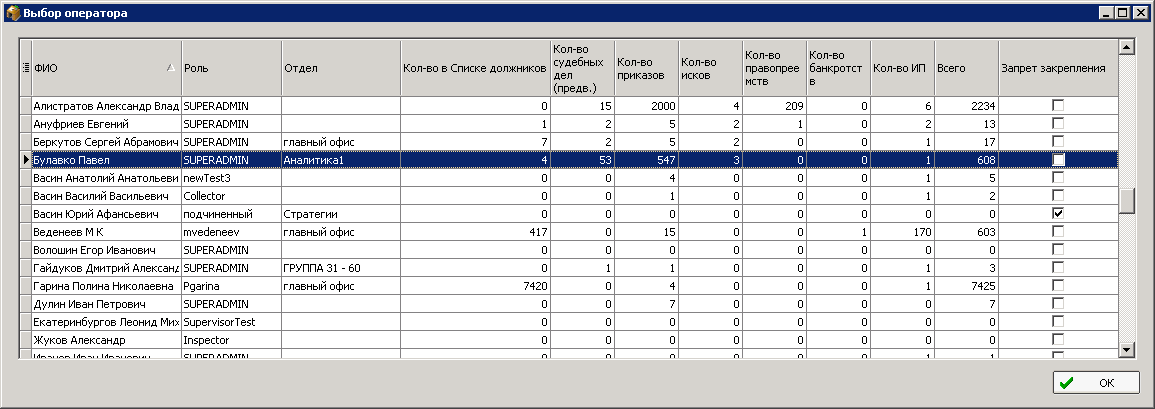 Выбор оператора
ФИО Роль Отдел Кол-во в Списке должников Кол-во судебных дел (предв.) Кол-во приказов Кол-во исков Кол-во правопрее мств Кол-во банкротст в Кол-во ИП Всего Запрет закрепления
Алистратов Александр Влад SUPERADMIN 0 15 2000 4 209 0 6 2234
Ануфриев Евгений SUPERADMIN 1 2 5 2 1 0 2 13
Беркутов Сергей Абрамович SUPERADMIN главный офис 7 2 5 2 0 0 1 17
Булавко Павел SUPERADMIN Аналитика1 4 53 547 3 0 0 1 608
Васин Анатолий Анатольеви newTest3 0 0 4 0 0 0 1 5
Васин Василий Васильевич Collector 0 0 1 0 0 0 1 2
Васин Юрий Афансьевич подчиненный Стратегии 0 0 0 0 0 0 0 0
Веденеев М К mvedeneev главный офис 417 0 15 0 0 1 170 603
Волошин Егор Иванович SUPERADMIN 0 0 0 0 0 0 0 0
Гайдуков Дмитрий Александ SUPERADMIN ГРУППА 31 - 60 0 1 1 0 0 0 1 3
Гарина Полина Николаевна Pgarina главный офис 7420 0 4 0 0 0 1 7425
Дулин Иван Петрович SUPERADMIN 0 0 7 0 0 0 0 7
Екатеринбургов Леонид Мих SupervisorTest 0 0 0 0 0 0 0 0
Жуков Александр Inspector 0 0 0 0 0 0 0 0
Иванов Иван Иванович SUPERADMIN 0 0 0 0 0 0 1 1
OK